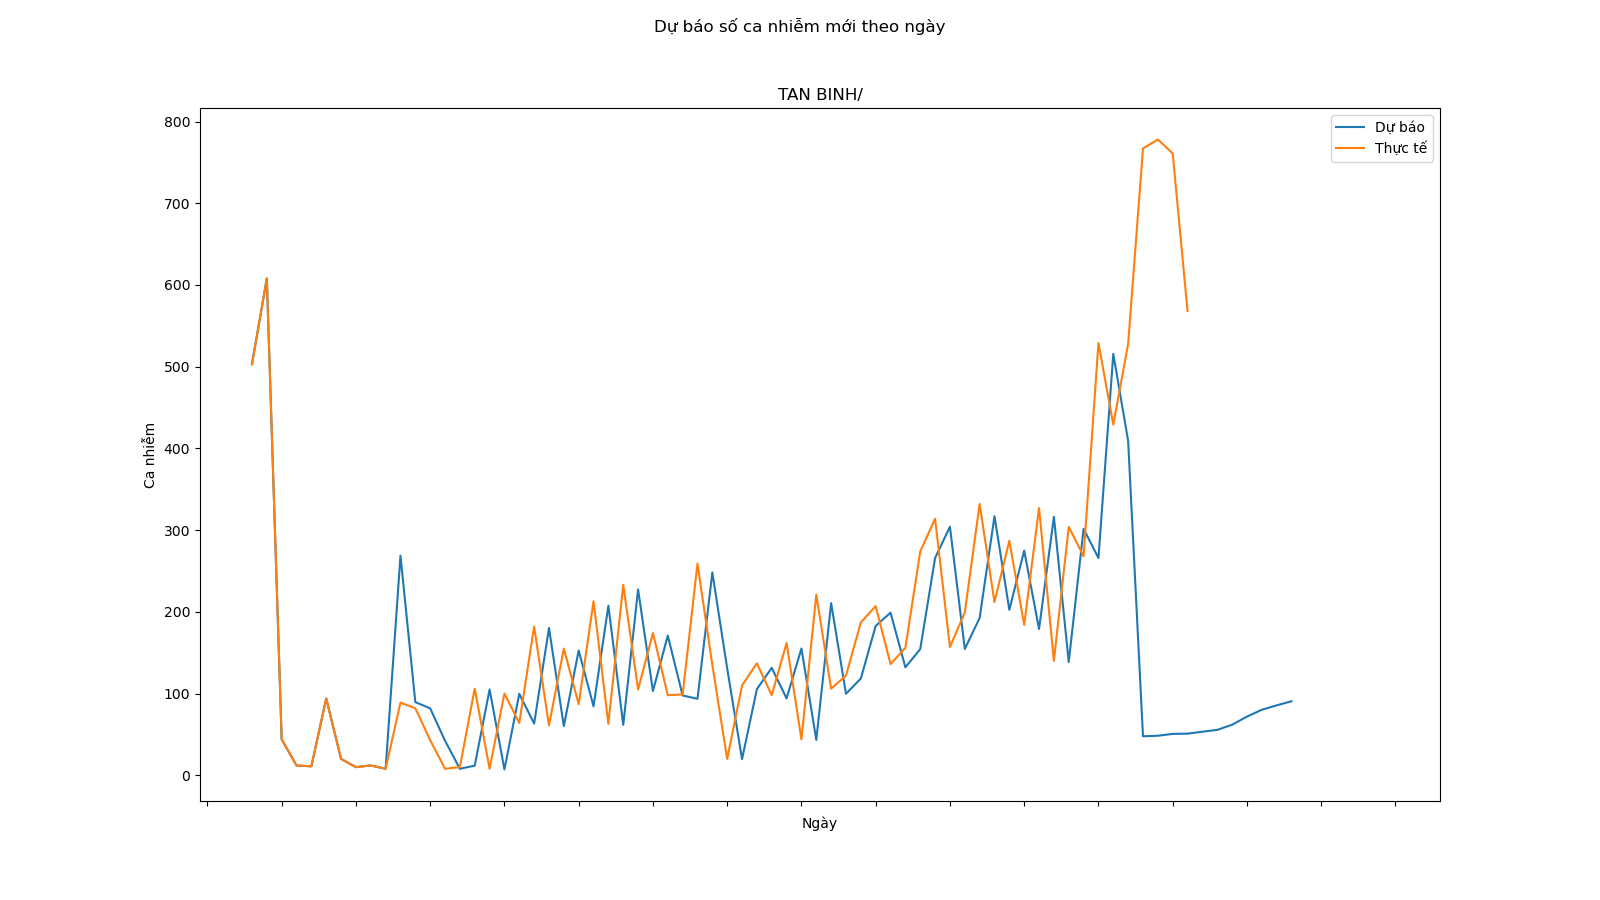 Dự báo số ca nhiễm mới theo ngày
TAN BINH/
800
700
600
500
400
300
200
100
0
Ca nhiễm
Ngày
Dự báo
Thực tế